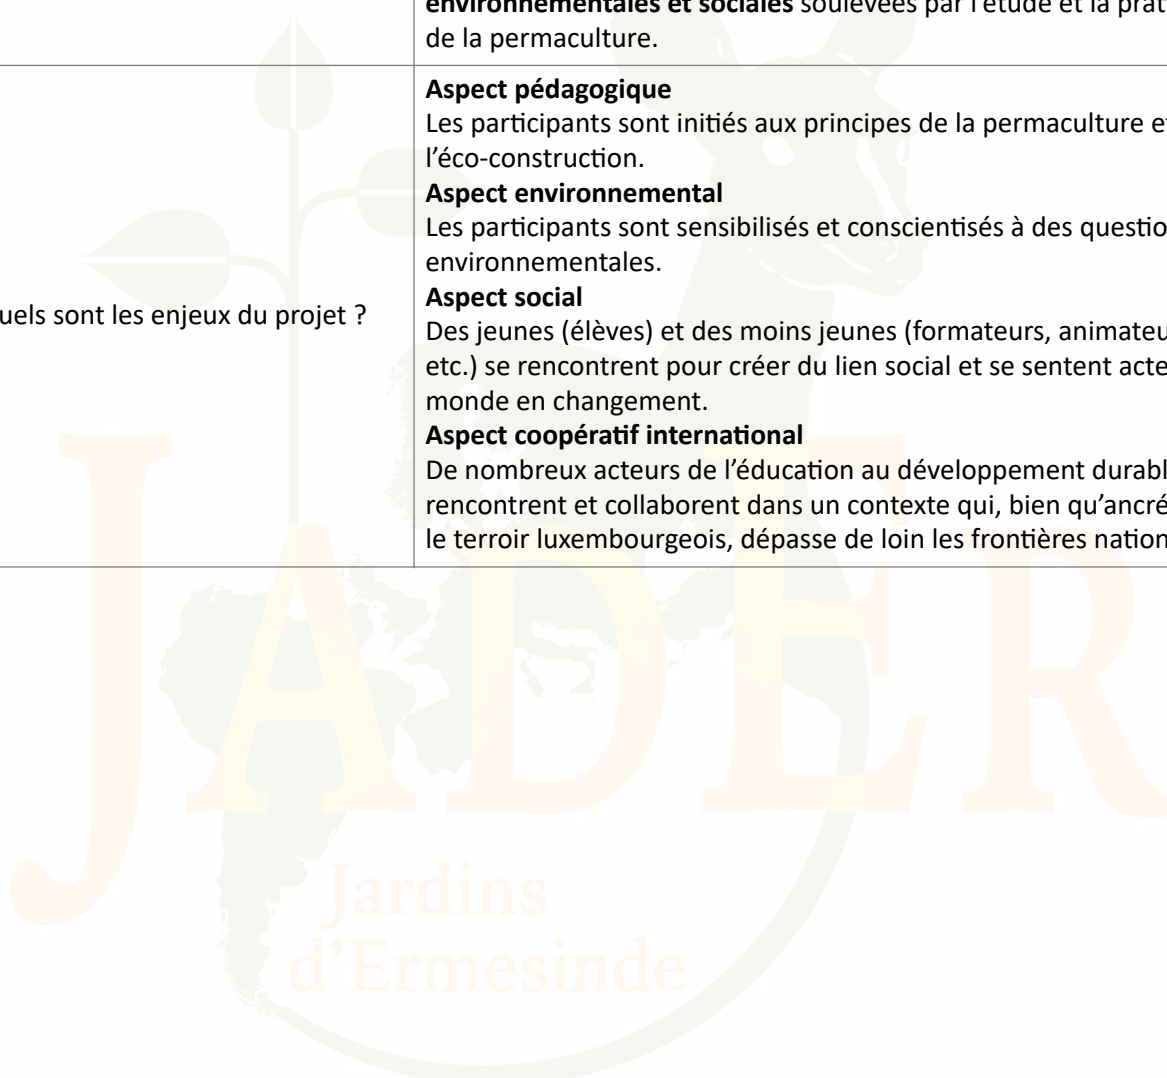 environnementales et sociales soulevées par l'étude et la prat
de la permaculture.
uels sont les enjeux du projet ?
Aspect pédagogique
Les participants sont initiés aux principes de la permaculture et
l'éco-construction.
Aspect environnemental
Les participants sont sensibilisés et conscientisés à des questio
environnementales.
Aspect social
Des jeunes (élèves) et des moins jeunes (formateurs, animateu
etc.) se rencontrent pour créer du lien social et se sentent acte
monde en changement.
Aspect coopératif international
De nombreux acteurs de l'éducation au développement durabl
rencontrent et collaborent dans un contexte qui, bien qu'ancré
le terroir luxembourgeois, dépasse de loin les frontières nation
JADER
Jardins
d'Ermesinde